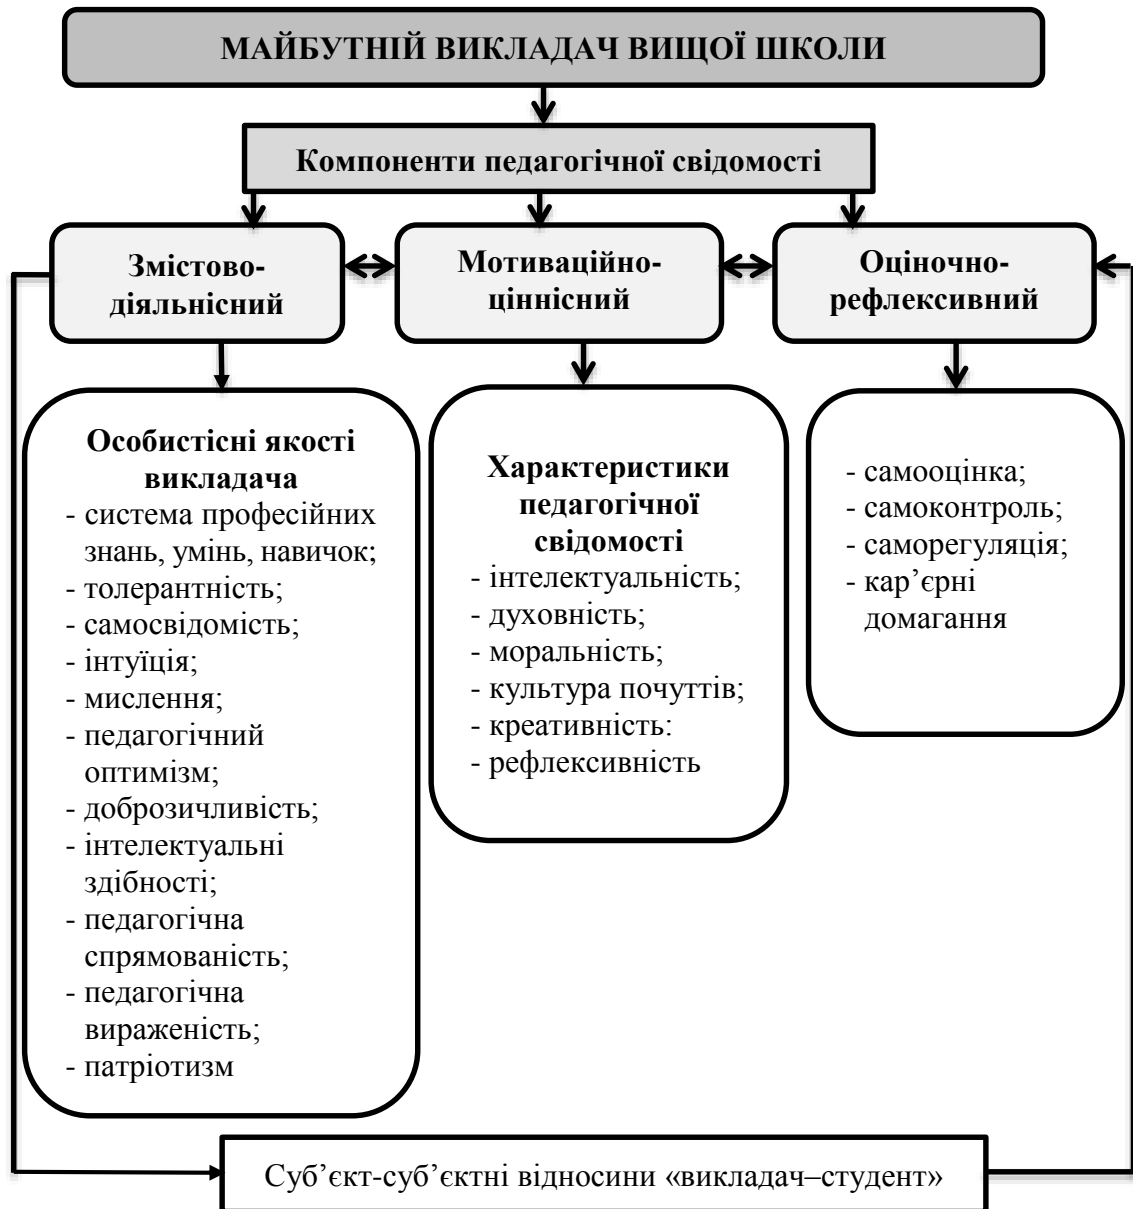 МАЙБУТНІЙ ВИКЛАДАЧ ВИЩОЇ ШКОЛИ
Компоненти педагогічної свідомості
Змістово-
діяльнісний
Мотиваційно-
ціннісний
Оціночно-
рефлексивний
Особистісні якості
викладача
- система професійних
знань, умінь, навичок;
- толерантність;
- самосвідомість;
- інтуїція;
- мислення;
- педагогічний
оптимізм;
- доброзичливість;
- інтелектуальні
здібності;
- педагогічна
спрямованість;
- педагогічна
вираженість;
- патріотизм
Характеристики
педагогічної
свідомості
- інтелектуальність;
- духовність;
- моральність;
- культура почуттів;
- креативність:
- рефлексивність
- самооцінка;
- самоконтроль;
- саморегуляція;
- кар’єрні
домагання
Суб’єкт-суб’єктні відносини «викладач–студент»